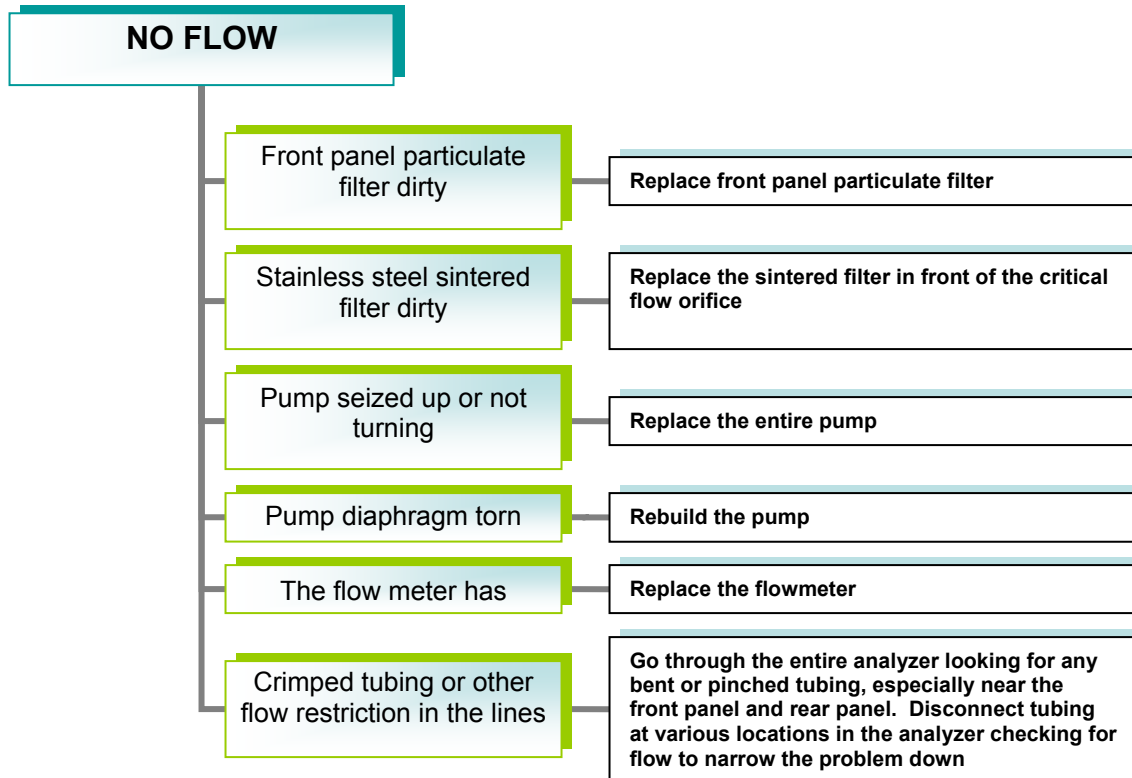 NO FLOW
Front panel particulate
filter dirty
Replace front panel particulate filter
Stainless steel sintered
filter dirty
Replace the sintered filter in front of the critical
flow orifice
Pump seized up or not
turning
Replace the entire pump
Pump diaphragm torn
Rebuild the pump
The flow meter has
Replace the flowmeter
Crimped tubing or other
flow restriction in the lines
Go through the entire analyzer looking for any
bent or pinched tubing, especially near the
front panel and rear panel.  Disconnect tubing
at various locations in the analyzer checking for
flow to narrow the problem down